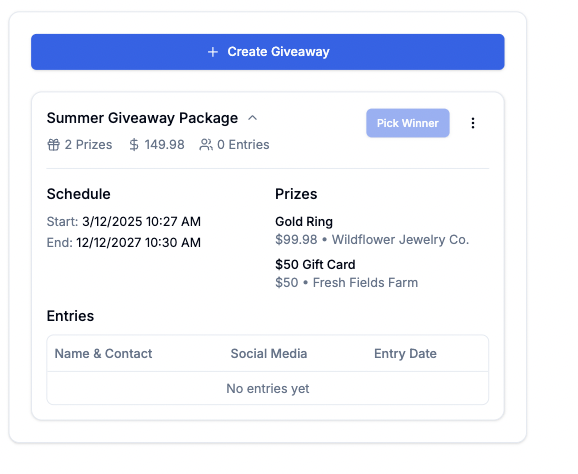 Create Giveaway
Summer Giveaway Package
Pick Winner
2 Prizes $ 149.98 0 Entries
Schedule
Start: 3/12/2025 10:27 AM
End: 12/12/2027 10:30 AM
Prizes
Gold Ring
$99.98 • Wildflower Jewelry Co.
$50 Gift Card
$50 • Fresh Fields Farm
Entries
Name & Contact Social Media Entry Date
No entries yet